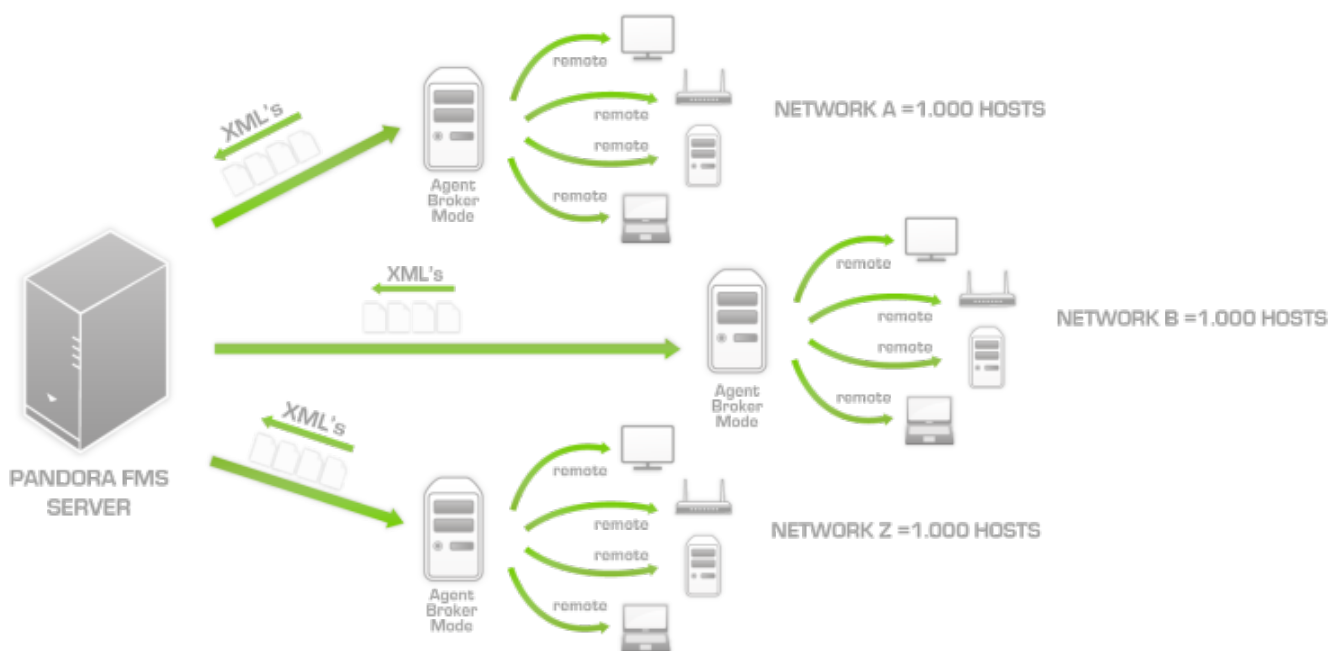 remote
XML's
remote
NETWORK A =1.000 HOSTS
remote
Agent
Broker
Mode
remote
remote
XML's
remote
NETWORK B =1.000 HOSTS
remote
Agent
Broker
Mode
remote
XML's
PANDORA FMS
SERVER
remote
remote
NETWORK Z =1.000 HOSTS
remote
Agent
Broker
Mode
remote